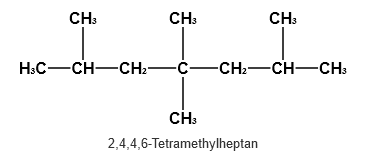 CH₃ CH₃ CH₃
H₃C—CH—CH₂—C—CH₂—CH—CH₃
CH₃
2,4,4,6-Tetramethylheptan